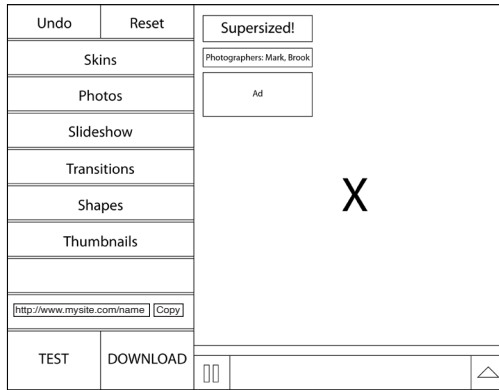 Undo
Reset
Skins
Photos
Slideshow
Transitions
Shapes
Thumbnails
http://www.mysite.com/name
Copy
TEST
DOWNLOAD
Supersized!
Photographers: Mark, Brook
Ad
X